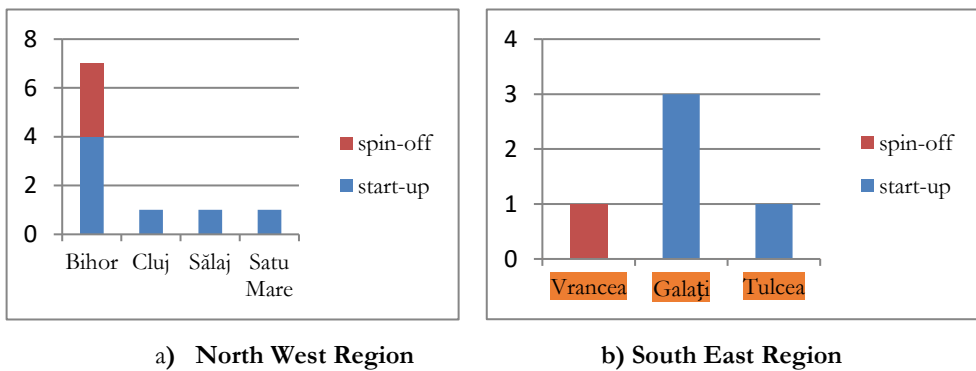 8
6
4
2
0
Bihor
Cluj
Sălaj
Satu
Mare
spin-off
start-up
4
3
2
1
0
Vrancea
Galați
Tulcea
spin-off
start-up
a) North West Region
b) South East Region